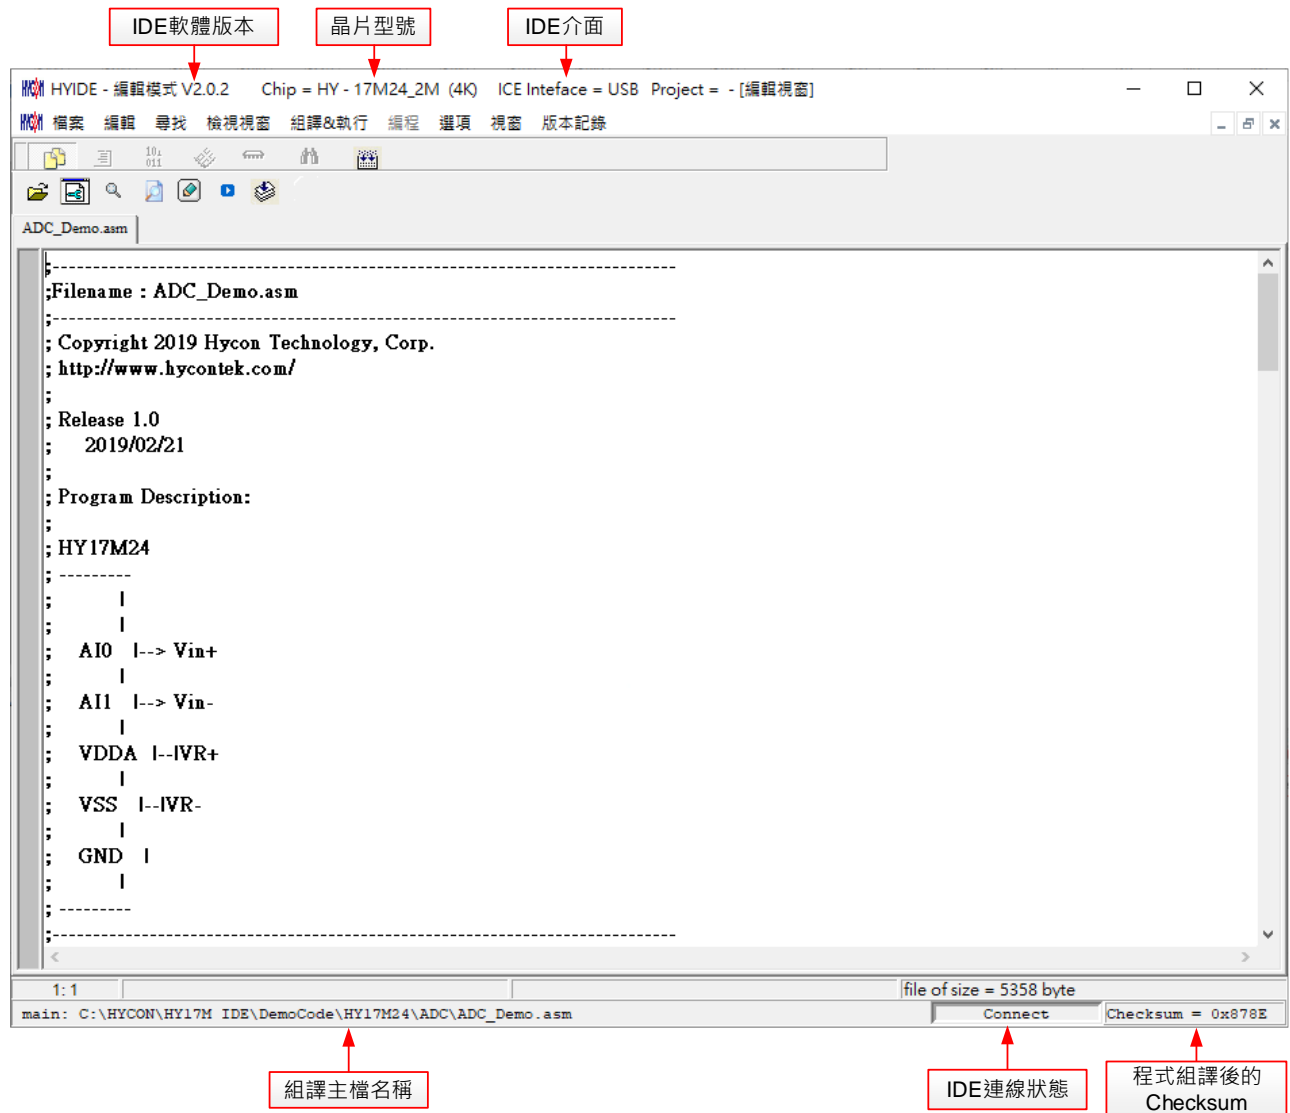 IDE軟體版本
晶片型號
IDE介面
HYCON HYIDE - 編輯模式 V2.0.2 Chip = HY - 17M24_2M (4K) ICE Inteface = USB Project = - [編輯視窗]
HYCON 檔案 編輯 尋找 檢視視窗 組譯&執行 編程 選項 視窗 版本記錄
ADC_Demo.asm
;------------------------------------------------------------------------------
;Filename : ADC_Demo.asm
;------------------------------------------------------------------------------
; Copyright 2019 Hycon Technology, Corp.
; http://www.hycontek.com/
;
; Release 1.0
; 2019/02/21
;
; Program Description:
;
; HY17M24
; ---------
; |
; |
; AI0 |--> Vin+
; |
; AI1 |--> Vin-
; |
; VDDA |--|VR+
; |
; VSS |--|VR-
; |
; GND |
; |
; ---------
;------------------------------------------------------------------------------
1: 1
file of size = 5358 byte
main: C:\HYCON\HY17M IDE\DemoCode\HY17M24\ADC\ADC_Demo.asm
Connect
Checksum = 0x878E
組譯主檔名稱
IDE連線狀態
程式組譯後的
Checksum